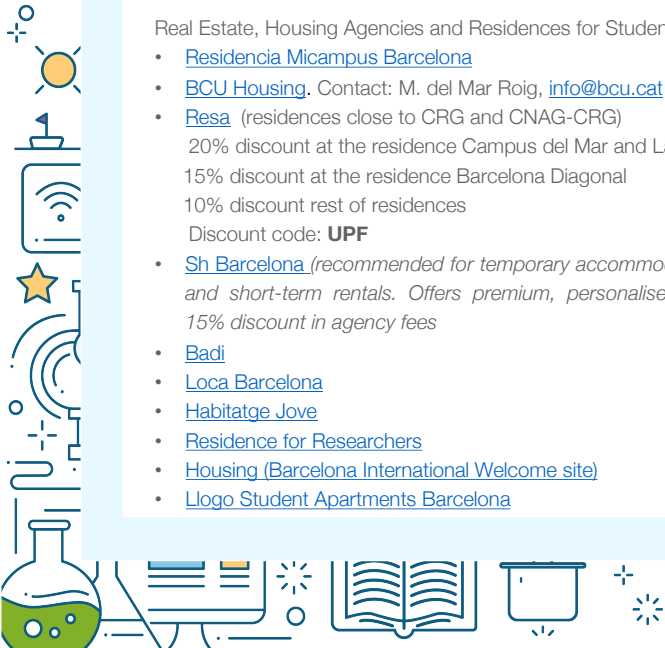 Real Estate, Housing Agencies and Residences for
• Residencia Micampus Barcelona
• BCU Housing. Contact: M. del Mar Roig, info@bcu.cat
• Resa (residences close to CRG and CNAG-CRG)
20% discount at the residence Campus del Mar and
15% discount at the residence Barcelona Diagonal
10% discount rest of residences
Discount code: UPF
• Sh Barcelona (recommended for temporary
and short-term rentals. Offers premium,
15% discount in agency fees
• Badi
• Loca Barcelona
• Habitatge Jove
• Residence for Researchers
• Housing (Barcelona International Welcome site)
• Llogo Student Apartments Barcelona